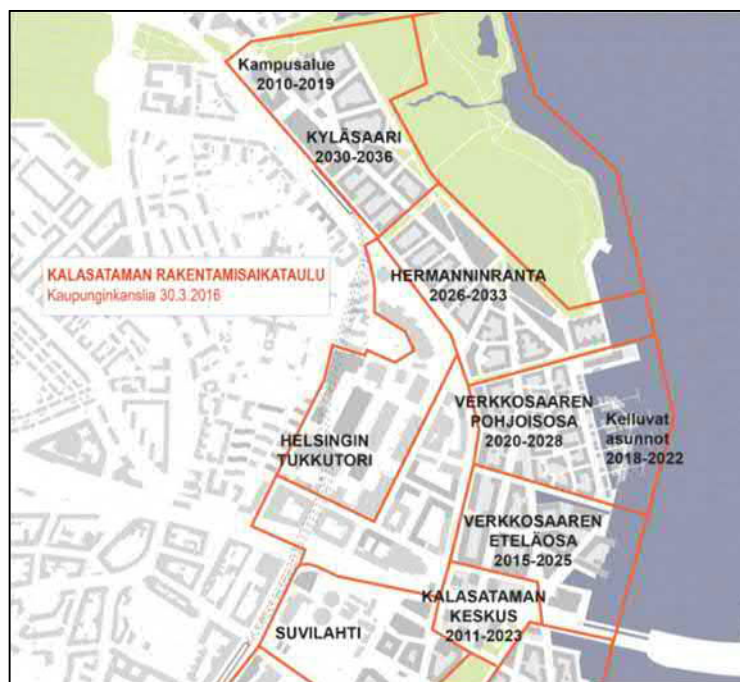 Kampusalue
2010-2019
KYLÄSAARI
2030-2036
KALASATAMAN RAKENTAMISAIKATAULU
Kaupunginkanslia 30.3.2016
HERMANNINRANTA
2026-2033
VERKKOSAAREN
POHJOISOSA
2020-2028
Kelluvat
asunnot
2018-2022
HELSINGIN
TUKKUTORI
VERKKOSAAREN
ETELÄOSA
2015-2025
KALASATAMAN
KESKUS
2011-2023
SUVILAHTI